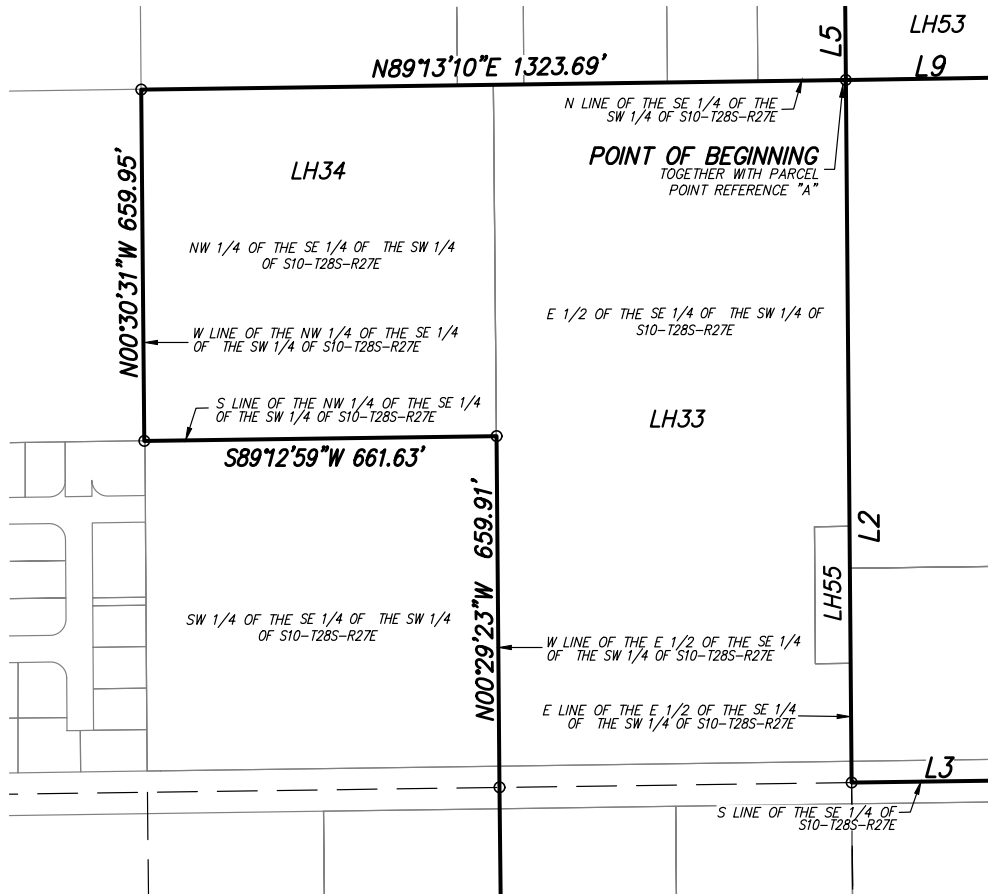 LH53
L5
L9
N89°13'10"E 1323.69'
N LINE OF THE SE 1/4 OF THE
SW 1/4 OF S10-T28S-R27E
POINT OF BEGINNING
TOGETHER WITH PARCEL
POINT REFERENCE "A"
LH34
N00°30'31"W 659.95'
NW 1/4 OF THE SE 1/4 OF THE SW 1/4
OF S10-T28S-R27E
E 1/2 OF THE SE 1/4 OF THE SW 1/4 OF
S10-T28S-R27E
W LINE OF THE NW 1/4 OF THE SE 1/4
OF THE SW 1/4 OF S10-T28S-R27E
S LINE OF THE NW 1/4 OF THE SE 1/4
OF THE SW 1/4 OF S10-T28S-R27E
LH33
S89°12'59"W 661.63'
N00°29'23"W 659.91'
L2
LH55
SW 1/4 OF THE SE 1/4 OF THE SW 1/4
OF S10-T28S-R27E
W LINE OF THE E 1/2 OF THE SE 1/4
OF THE SW 1/4 OF S10-T28S-R27E
E LINE OF THE E 1/2 OF THE SE 1/4
OF THE SW 1/4 OF S10-T28S-R27E
L3
S LINE OF THE SE 1/4 OF
S10-T28S-R27E